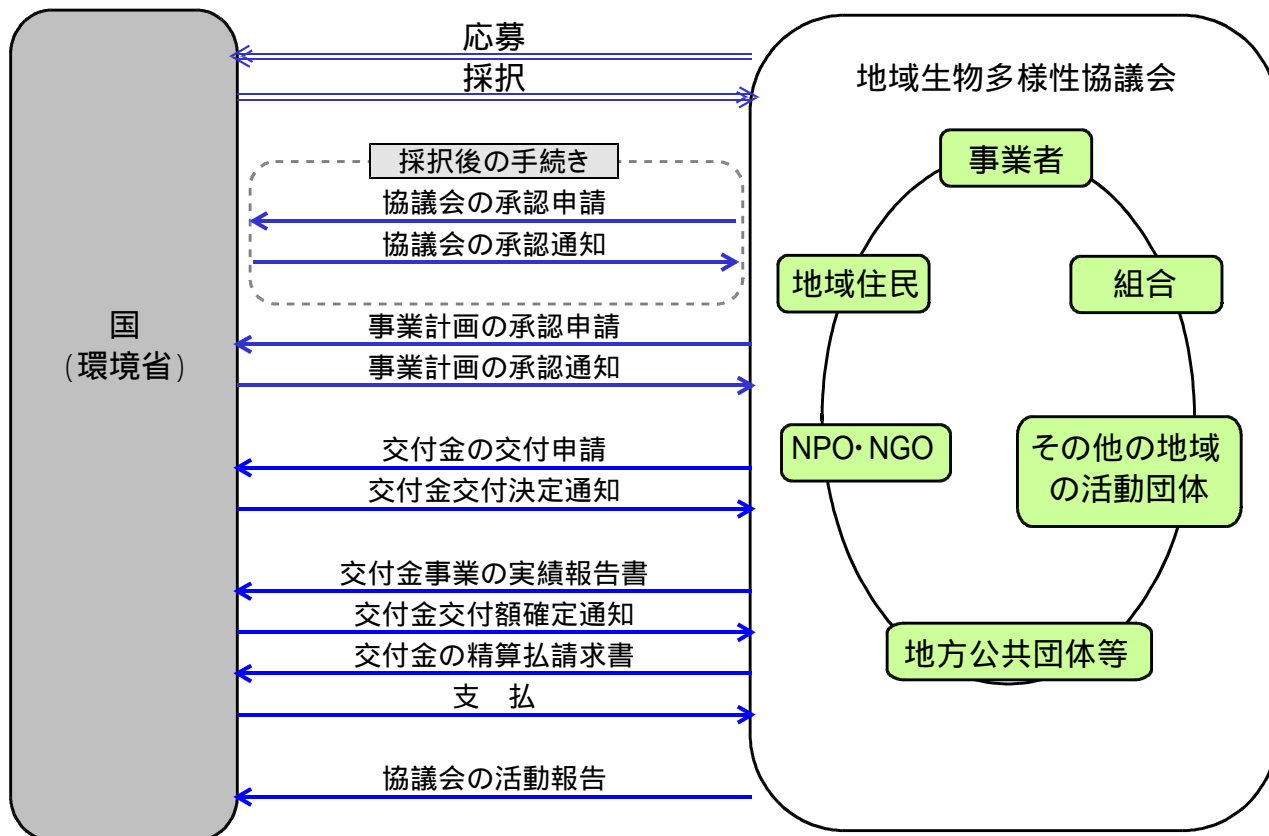 国
(環境省)
応募
採択
採択後の手続き
協議会の承認申請
協議会の承認通知
事業計画の承認申請
事業計画の承認通知
交付金の交付申請
交付金交付決定通知
交付金事業の実績報告書
交付金交付額確定通知
交付金の精算払請求書
支　払
協議会の活動報告
地域生物多様性協議会
事業者
地域住民
組合
NPO・NGO
その他の地域
の活動団体
地方公共団体等